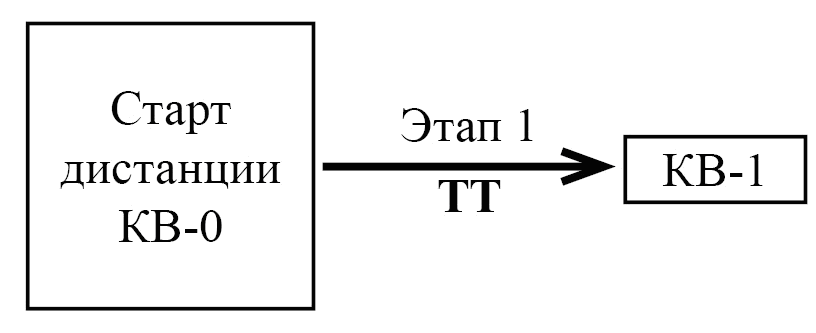 Старт
дистанции
КВ-0
Этап 1
ТТ
КВ-1